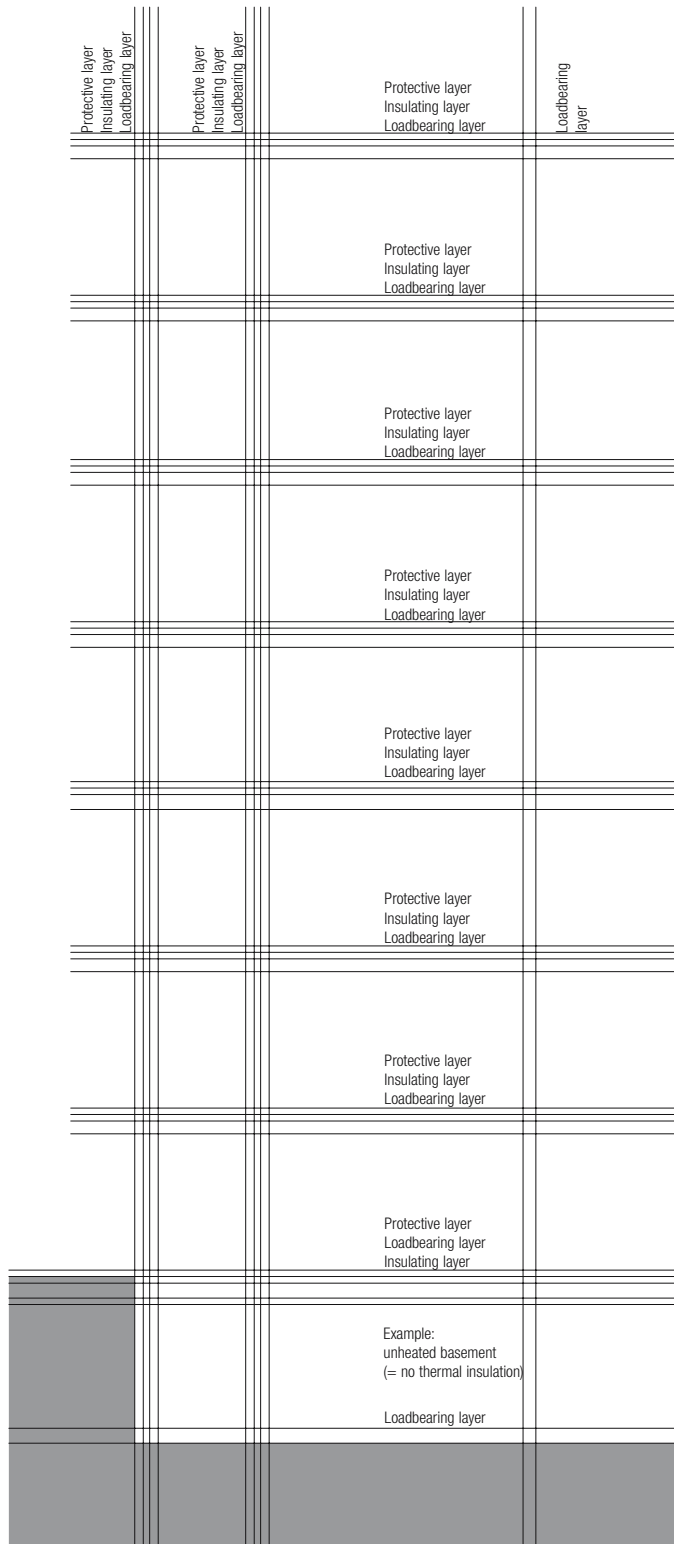 Protective layer
Insulating layer
Loadbearing layer
Protective layer
Insulating layer
Loadbearing layer
Protective layer
Insulating layer
Loadbearing layer
Loadbearing
layer
Protective layer
Insulating layer
Loadbearing layer
Protective layer
Insulating layer
Loadbearing layer
Protective layer
Insulating layer
Loadbearing layer
Protective layer
Insulating layer
Loadbearing layer
Protective layer
Insulating layer
Loadbearing layer
Protective layer
Insulating layer
Loadbearing layer
Protective layer
Loadbearing layer
Insulating layer
Example:
unheated basement
(= no thermal insulation)
Loadbearing layer